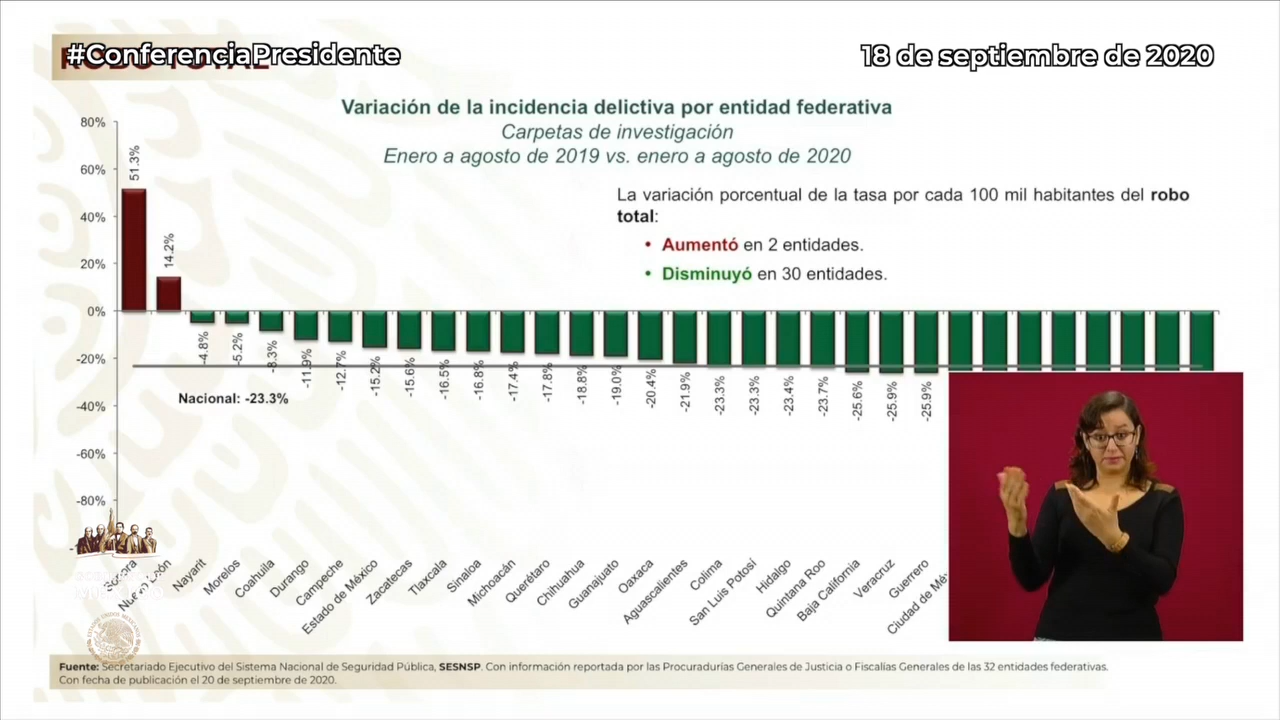 #ConferenciaPresidente
18 de septiembre de 2020
ROBO TOTAL
Variación de la incidencia delictiva por entidad federativa
Carpetas de investigación
Enero a agosto de 2019 vs. enero a agosto de 2020
La variación porcentual de la tasa por cada 100 mil habitantes del robo
total:
• Aumentó en 2 entidades.
• Disminuyó en 30 entidades.
80%
60%
40%
20%
0%
-20%
-40%
-60%
-80%
51.3%
14.2%
-4.8%
-5.2%
-8.3%
-11.9%
-12.7%
-15.2%
-15.6%
-16.5%
-16.8%
-17.4%
-17.8%
-18.8%
-19.0%
-20.4%
-21.9%
-23.3%
-23.3%
-23.4%
-23.7%
-25.6%
-25.9%
-25.9%
Nacional: -23.3%
Sonora
Nuevo León
Nayarit
Morelos
Coahuila
Durango
Campeche
Estado de México
Zacatecas
Tlaxcala
Sinaloa
Michoacán
Querétaro
Chihuahua
Guanajuato
Oaxaca
Aguascalientes
Colima
San Luis Potosí
Hidalgo
Quintana Roo
Baja California
Veracruz
Guerrero
Ciudad de Mé
Fuente: Secretariado Ejecutivo del Sistema Nacional de Seguridad Pública, SESNSP. Con información reportada por las Procuradurías Generales de Justicia o Fiscalías Generales de las 32 entidades federativas.
Con fecha de publicación el 20 de septiembre de 2020.